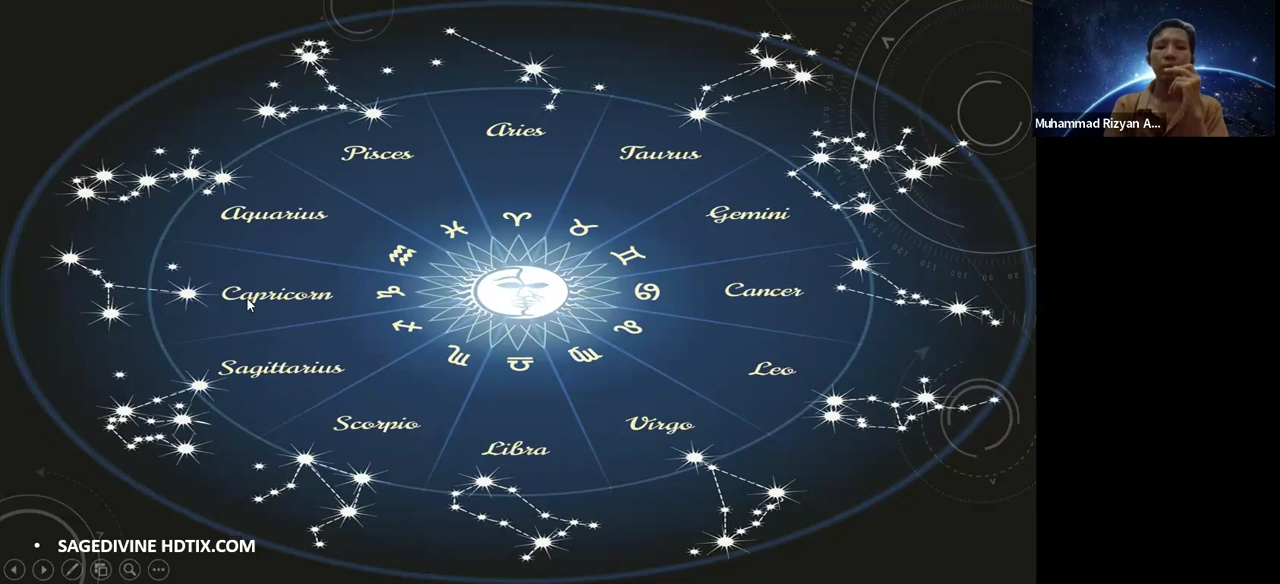 Aries
Pisces
Taurus
Aquarius
Gemini
Capricorn
Cancer
Sagittarius
Leo
Scorpio
Virgo
Libra
• SAGEDIVINE HDTIX.COM
Muhammad Rizyan A...